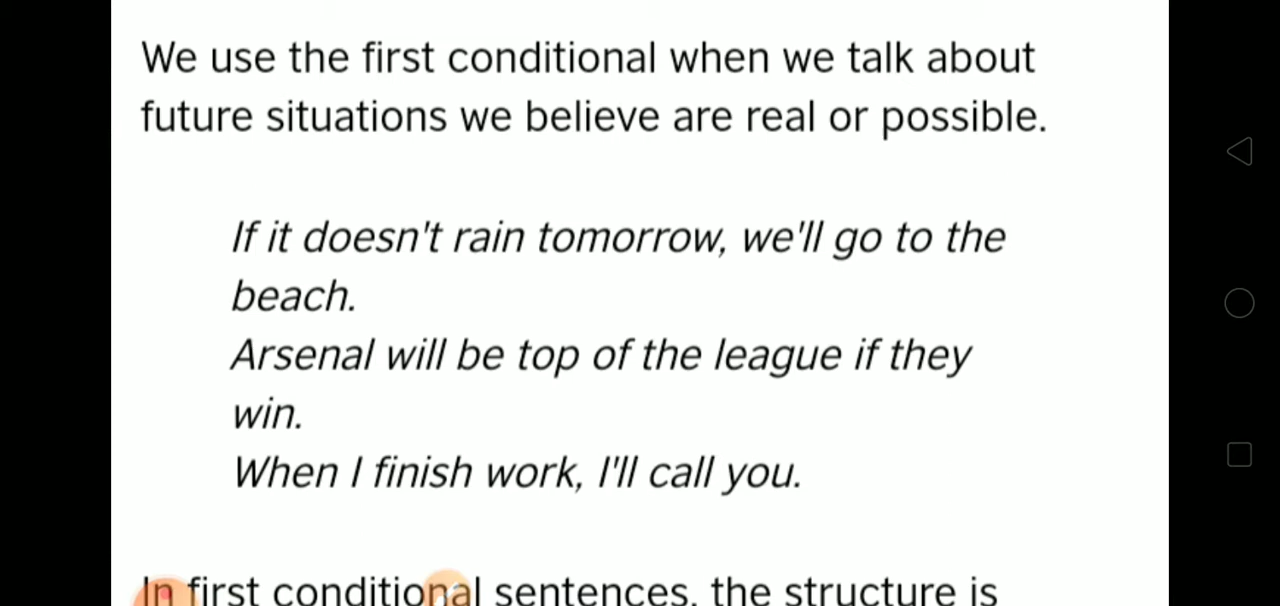 We use the first conditional when we talk about
future situations we believe are real or possible.
If it doesn't rain tomorrow, we'll go to the
beach.
Arsenal will be top of the league if they
win.
When I finish work, I'll call you.
In first conditional sentences, the structure is